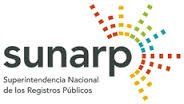 sunarp
Superintendencia Nacional
de los Registros Públicos